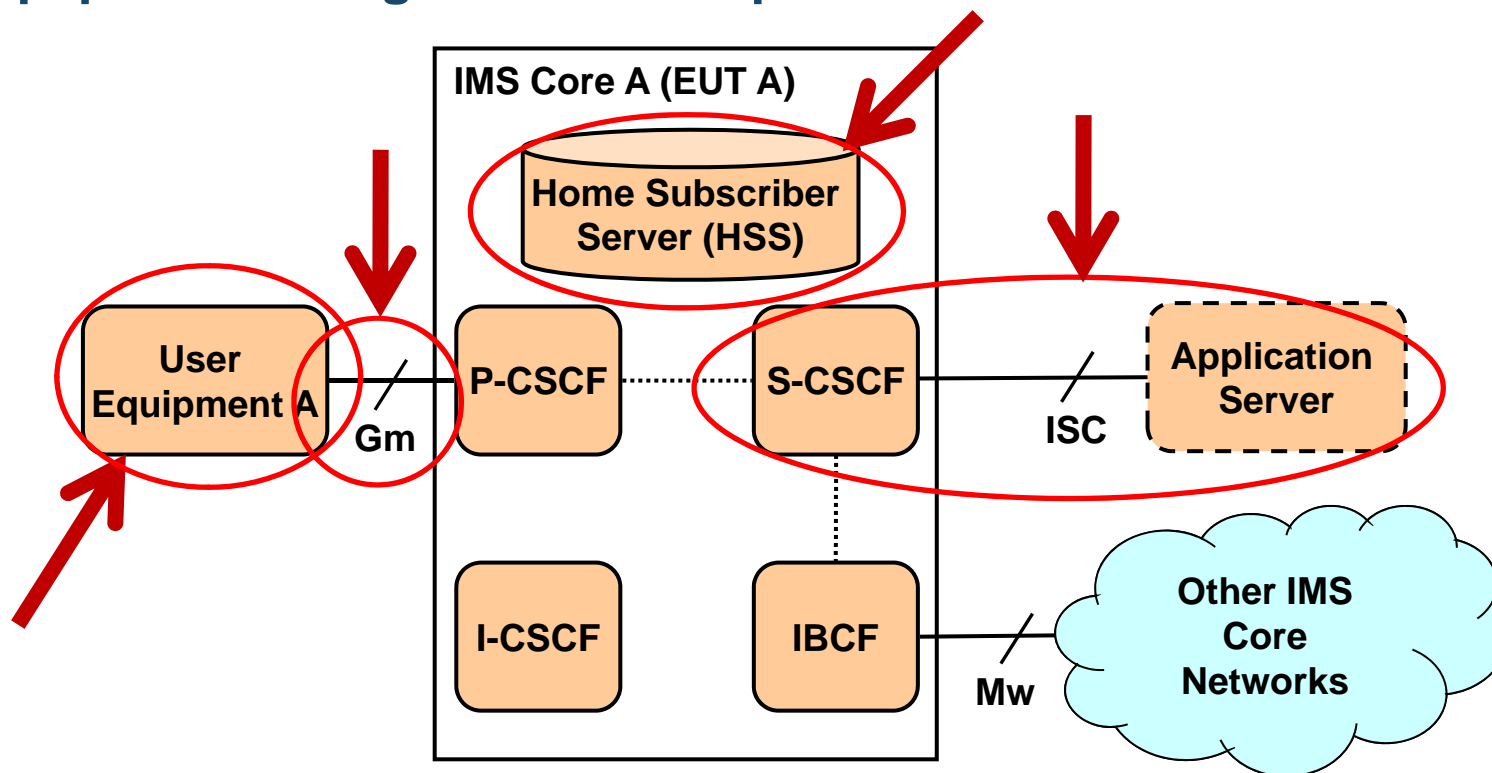 IMS Core A (EUT A)
Home Subscriber
Server (HSS)
User
Equipment A
Gm
P-CSCF
S-CSCF
ISC
Application
Server
I-CSCF
IBCF
Mw
Other IMS
Core
Networks